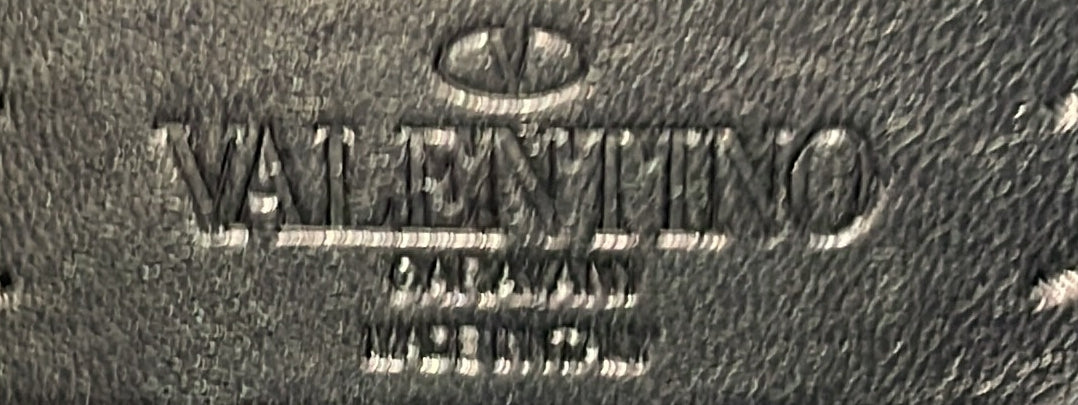 V
VALENTINO
GARAVANI
MADE IN ITALY